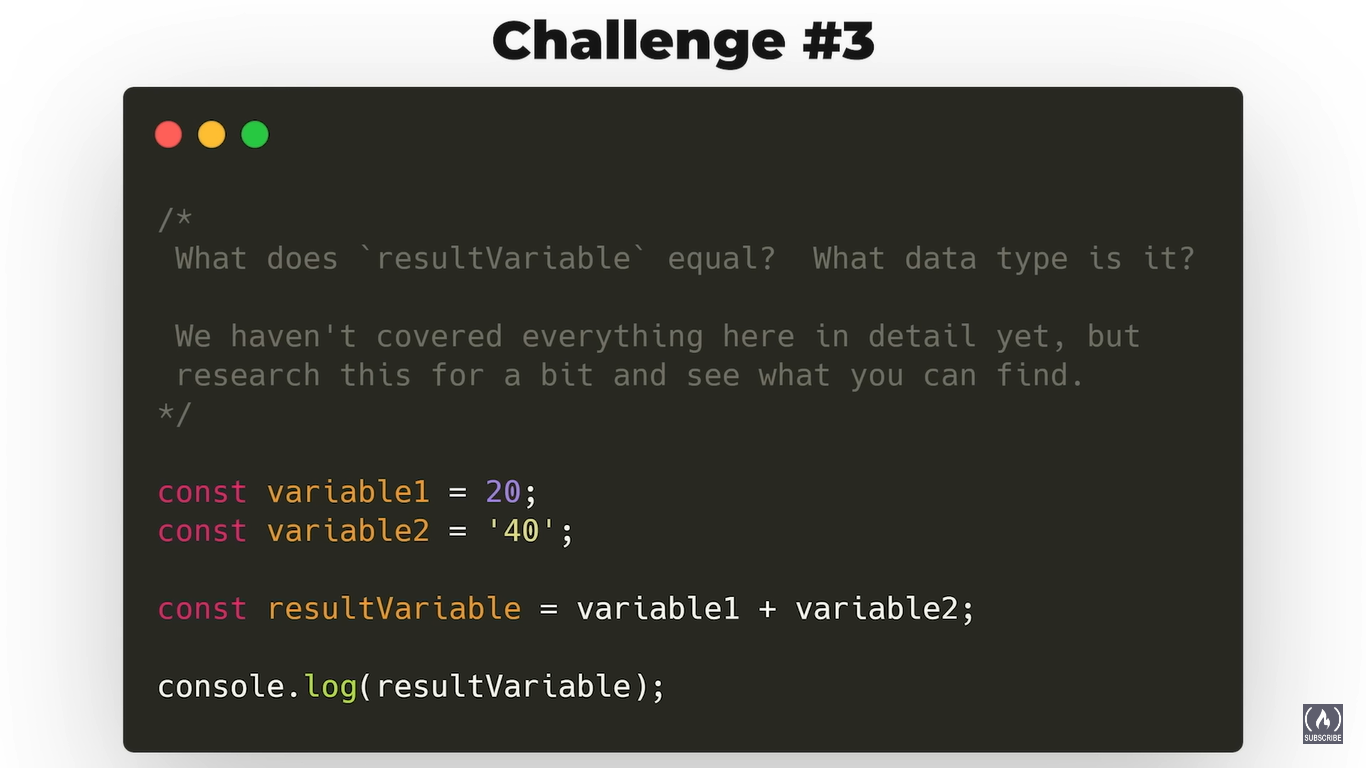 Challenge #3
/*
What does `resultVariable` equal?  What data type is it?
We haven't covered everything here in detail yet, but
research this for a bit and see what you can find.
*/
const variable1 = 20;
const variable2 = '40';
const resultVariable = variable1 + variable2;
console.log(resultVariable);
SUBSCRIBE